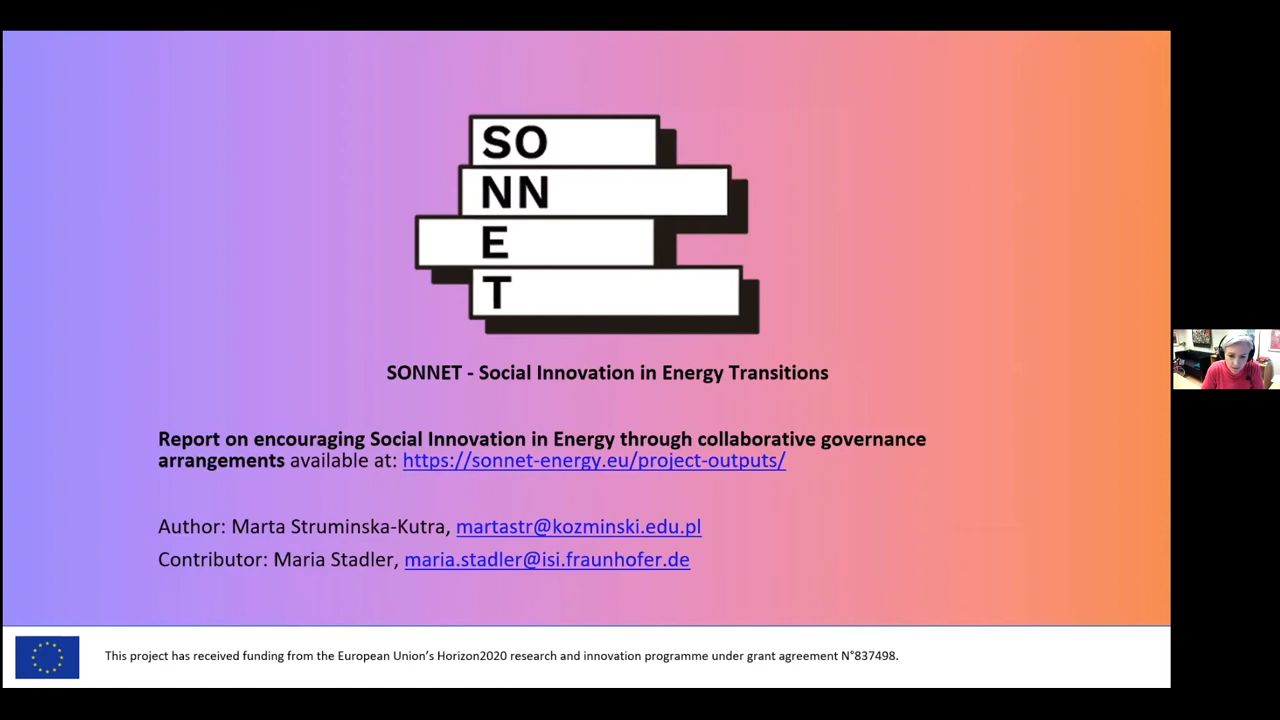 SO
NN
E
T
SONNET - Social Innovation in Energy Transitions
Report on encouraging Social Innovation in Energy through collaborative governance
arrangements available at: https://sonnet-energy.eu/project-outputs/
Author: Marta Struminska-Kutra, martastr@kozminski.edu.pl
Contributor: Maria Stadler, maria.stadler@isi.fraunhofer.de
This project has received funding from the European Union’s Horizon2020 research and innovation programme under grant agreement N°837498.